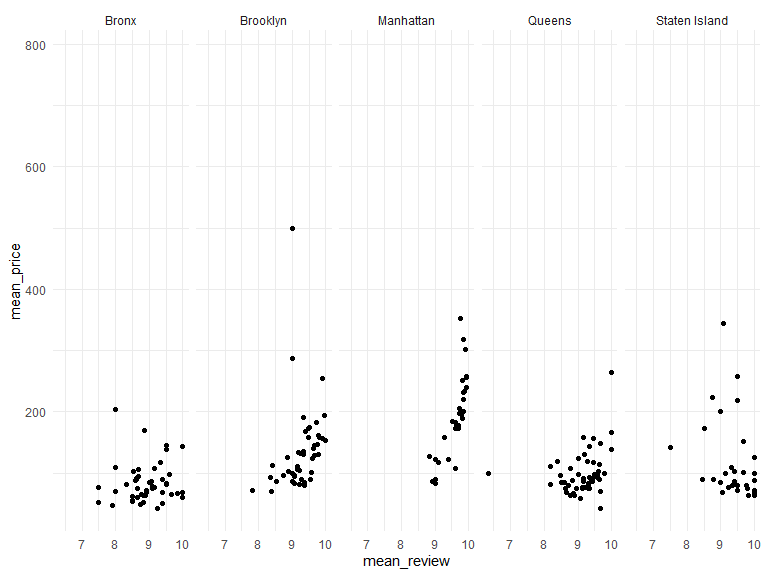 Bronx Brooklyn Manhattan Queens Staten Island
800
600
400
200
mean_price
7 8 9 10 7 8 9 10 7 8 9 10 7 8 9 10 7 8 9 10
mean_review